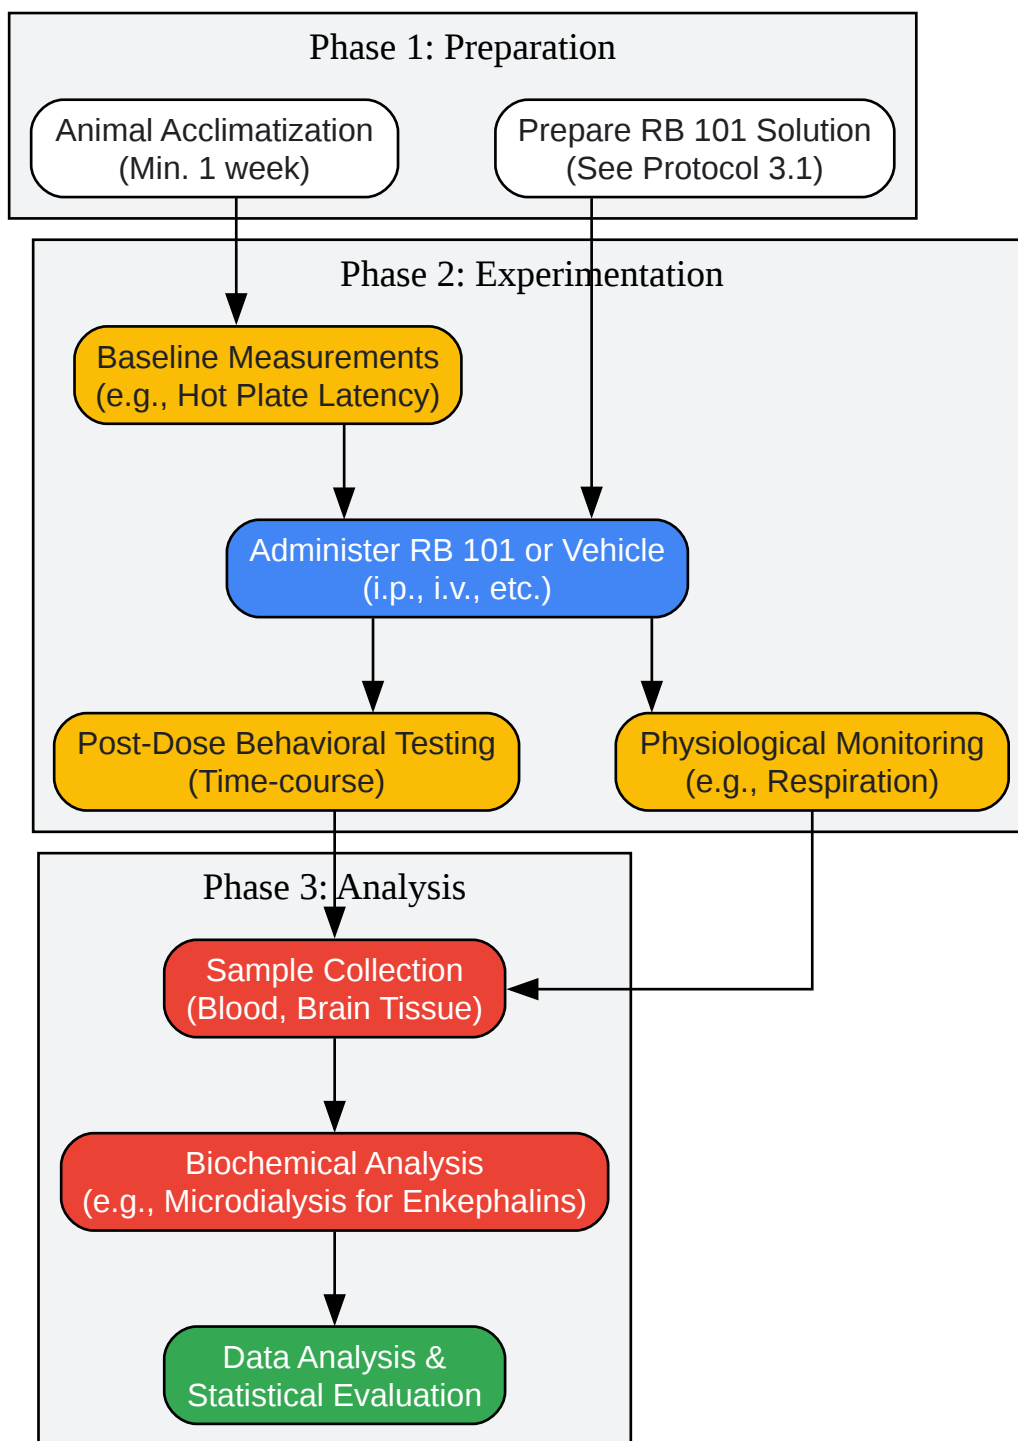 Phase 1: Preparation
Animal Acclimatization
(Min. 1 week)
Prepare RB 101 Solution
(See Protocol 3.1)
Phase 2: Experimentation
Baseline Measurements
(e.g., Hot Plate Latency)
Administer RB 101 or Vehicle
(i.p., i.v., etc.)
Post-Dose Behavioral Testing
(Time-course)
Physiological Monitoring
(e.g., Respiration)
Phase 3: Analysis
Sample Collection
(Blood, Brain Tissue)
Biochemical Analysis
(e.g., Microdialysis for Enkephalins)
Data Analysis &
Statistical Evaluation